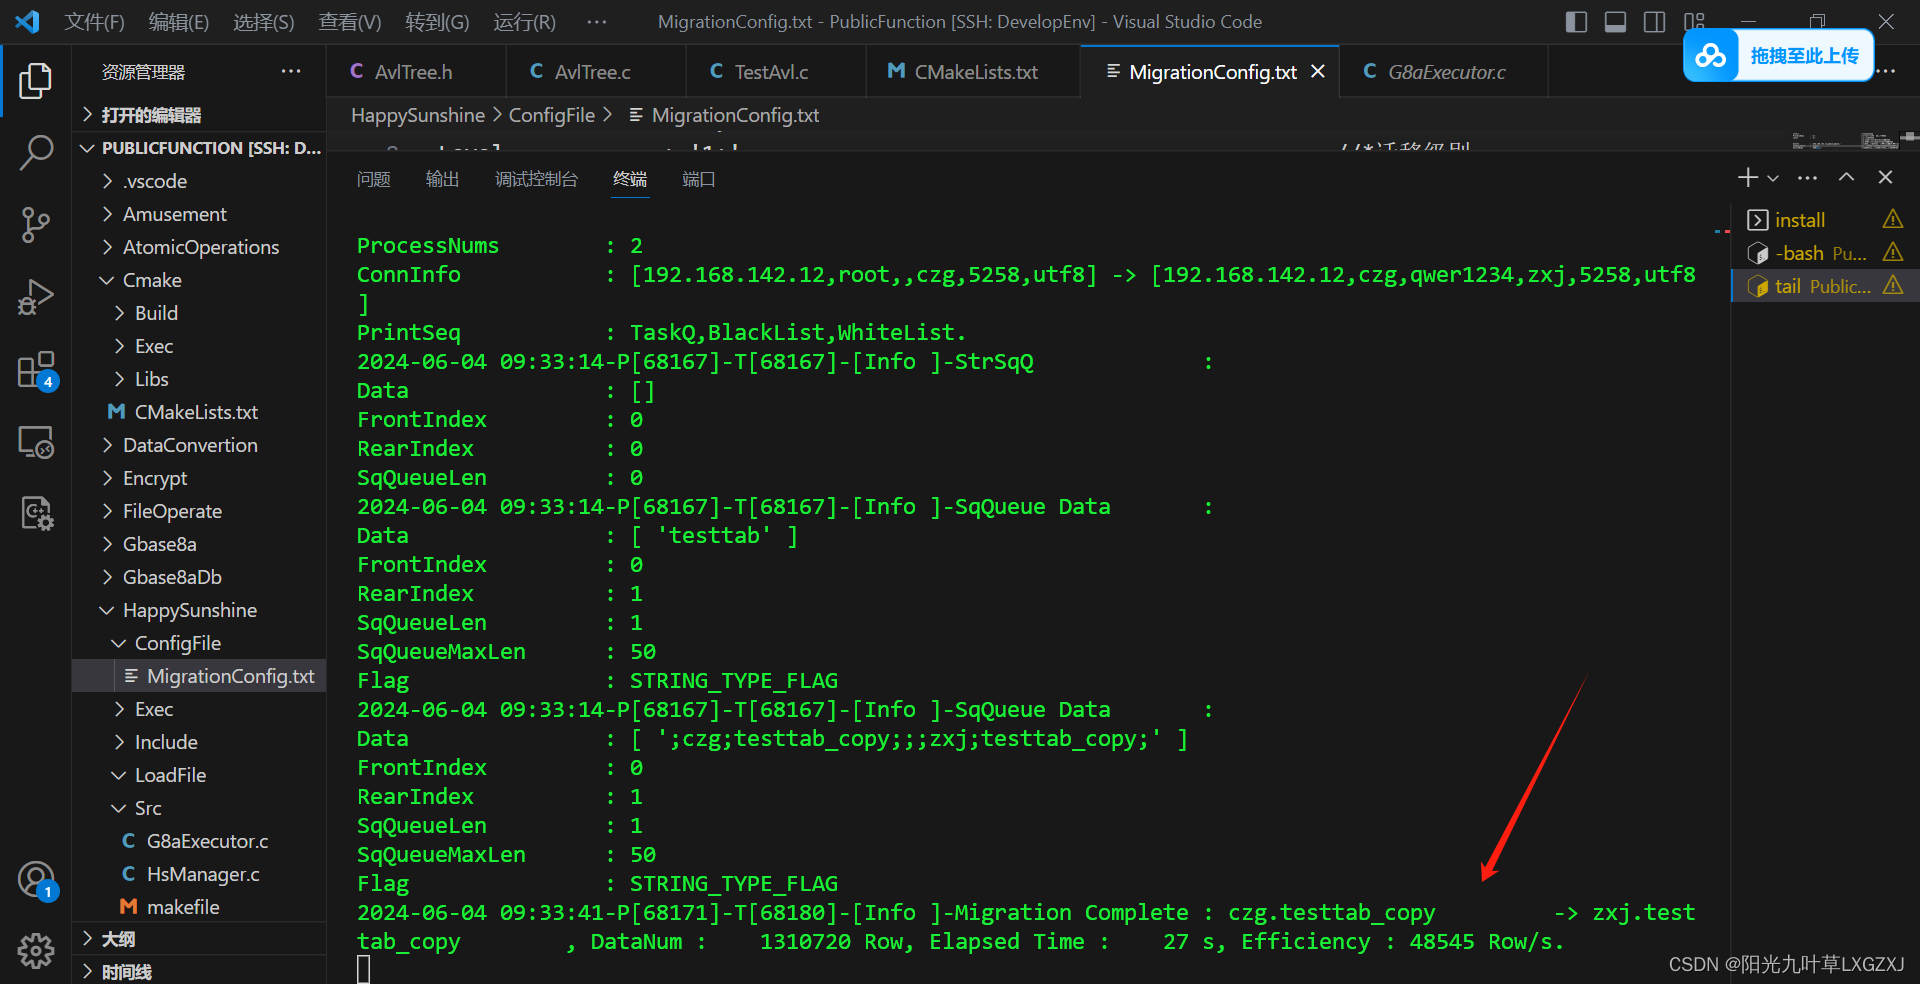 文件(F) 编辑(E) 选择(S) 查看(V) 转到(G) 运行(R) ··· MigrationConfig.txt - PublicFunction [SSH: DevelopEnv] - Visual Studio Code
拖拽至此上传
资源管理器 ···
AvlTree.h AvlTree.c TestAvl.c CMakeLists.txt MigrationConfig.txt G8aExecutor.c ···
打开的编辑器
HappySunshine > ConfigFile > MigrationConfig.txt
PUBLICFUNCTION [SSH: D...
.vscode
Amusement
AtomicOperations
Cmake
Build
Exec
Libs
CMakeLists.txt
DataConvertion
Encrypt
FileOperate
Gbase8a
Gbase8aDb
HappySunshine
ConfigFile
MigrationConfig.txt
Exec
Include
LoadFile
Src
G8aExecutor.c
HsManager.c
makefile
大纲
时间线
4
1
问题 输出 调试控制台 终端 端口
install
-bash Pu...
tail Public...
ProcessNums : 2
ConnInfo : [192.168.142.12,root,,czg,5258,utf8] -> [192.168.142.12,czg,qwer1234,zxj,5258,utf8
]
PrintSeq : TaskQ,BlackList,WhiteList.
2024-06-04 09:33:14-P[68167]-T[68167]-[Info ]-StrSqQ :
Data : []
FrontIndex : 0
RearIndex : 0
SqQueueLen : 0
2024-06-04 09:33:14-P[68167]-T[68167]-[Info ]-SqQueue Data :
Data : [ 'testtab' ]
FrontIndex : 0
RearIndex : 1
SqQueueLen : 1
SqQueueMaxLen : 50
Flag : STRING_TYPE_FLAG
2024-06-04 09:33:14-P[68167]-T[68167]-[Info ]-SqQueue Data :
Data : [ ';czg;testtab_copy;;;zxj;testtab_copy;' ]
FrontIndex : 0
RearIndex : 1
SqQueueLen : 1
SqQueueMaxLen : 50
Flag : STRING_TYPE_FLAG
2024-06-04 09:33:41-P[68171]-T[68180]-[Info ]-Migration Complete : czg.testtab_copy -> zxj.test
tab_copy , DataNum : 1310720 Row, Elapsed Time : 27 s, Efficiency : 48545 Row/s.
CSDN @阳光九叶草LXGZXJ